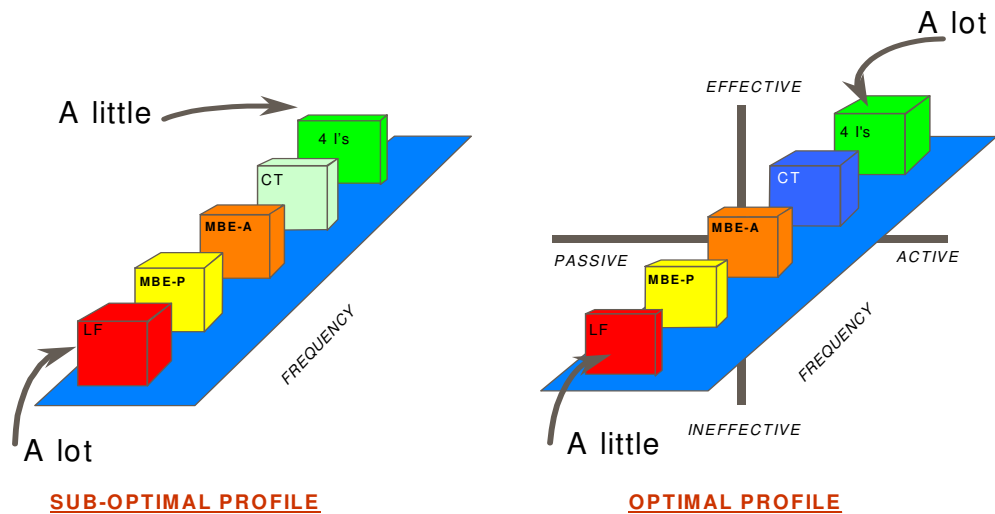 A little
4 I's
CT
MBE-A
MBE-P
LF
FREQUENCY
A lot
SUB-OPTIMAL PROFILE
A lot
EFFECTIVE
4 I's
CT
MBE-A
PASSIVE
ACTIVE
MBE-P
LF
FREQUENCY
A little
INEFFECTIVE
OPTIMAL PROFILE